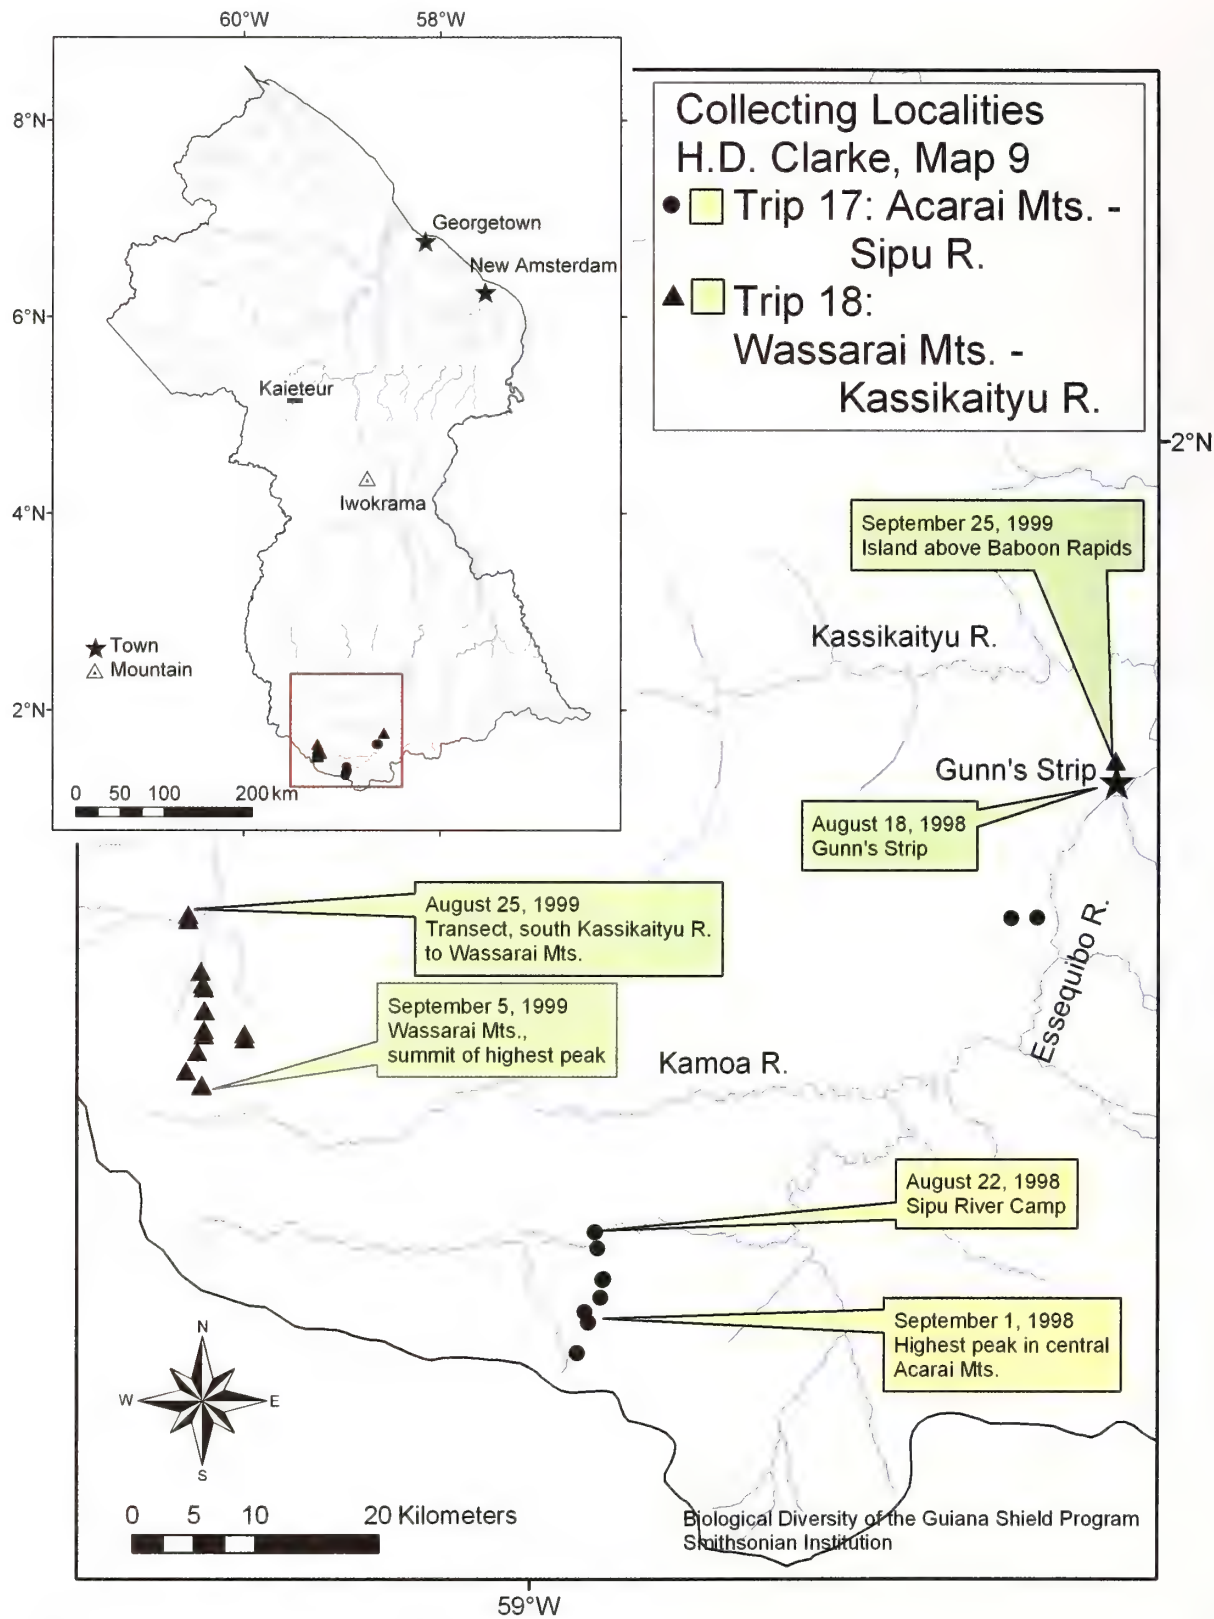 60°W
58°W
8°N
6°N
4°N
2°N
Georgetown
New Amsterdam
Kaieteur
Iwokrama
Town
Mountain
0 50 100 200 km
Collecting Localities
H.D. Clarke, Map 9
Trip 17: Acarai Mts. -
Sipu R.
Trip 18:
Wassarai Mts. -
Kassikaityu R.
2°N
September 25, 1999
Island above Baboon Rapids
Kassikaityu R.
Gunn's Strip
August 18, 1998
Gunn's Strip
August 25, 1999
Transect, south Kassikaityu R.
to Wassarai Mts.
Essequibo R.
September 5, 1999
Wassarai Mts.,
summit of highest peak
Kamoa R.
August 22, 1998
Sipu River Camp
September 1, 1998
Highest peak in central
Acarai Mts.
N
W
E
S
0 5 10 20 Kilometers
Biological Diversity of the Guiana Shield Program
Smithsonian Institution
59°W